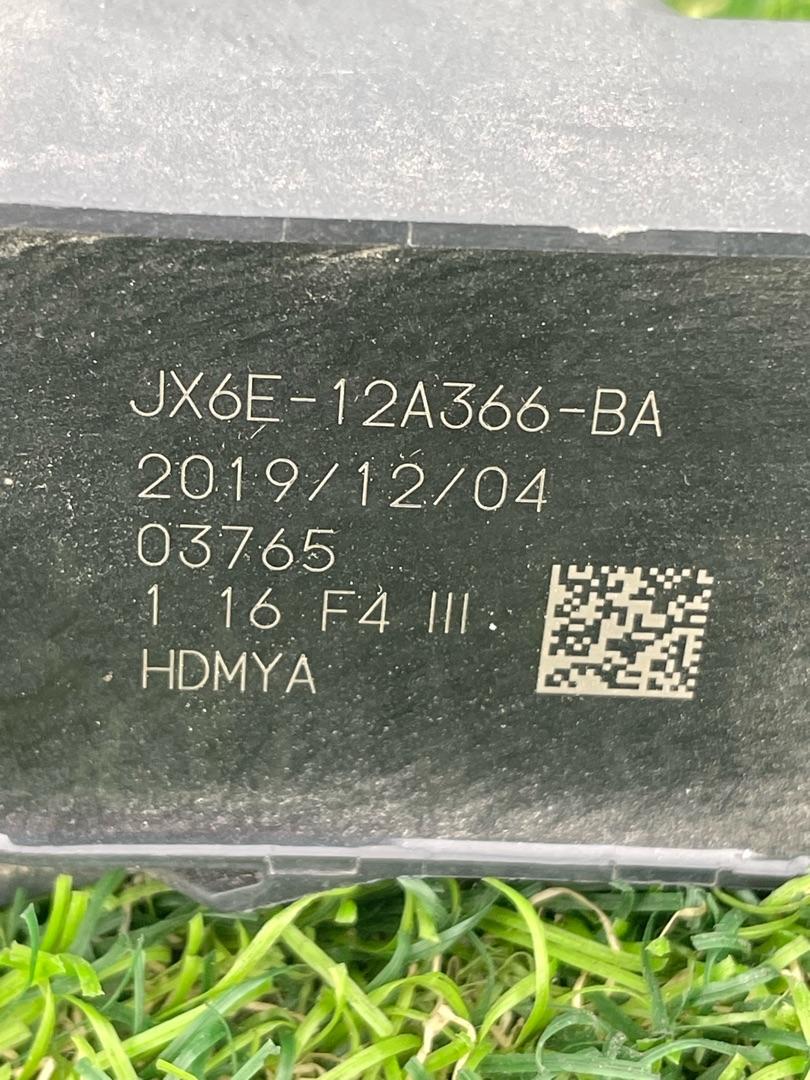 JX6E-12A366-BA
2019/12/04
03765
1 16 F4 III
HDMYA